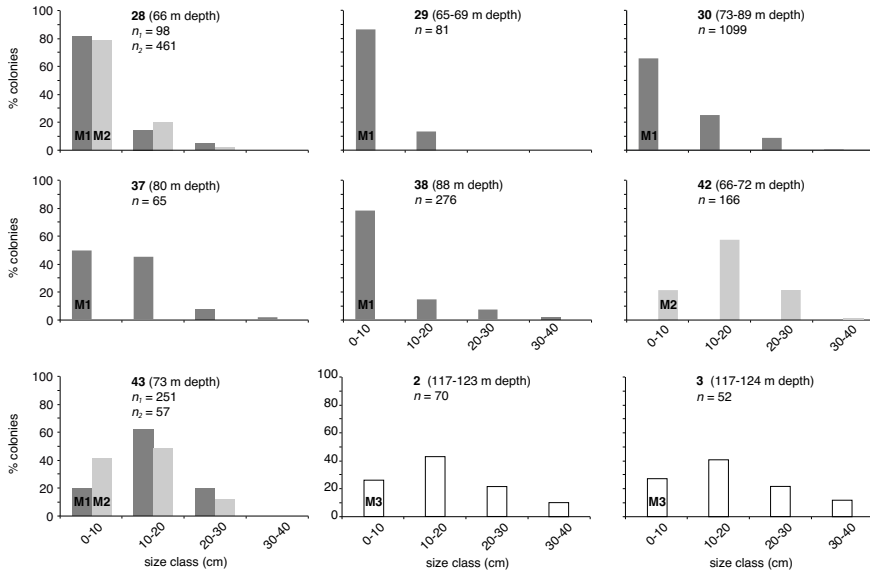 28 (66 m depth)
n₁ = 98
n₂ = 461
% colonies
100
80
60
40
20
0
M1 M2
29 (65-69 m depth)
n = 81
M1
30 (73-89 m depth)
n = 1099
M1
37 (80 m depth)
n = 65
% colonies
100
80
60
40
20
0
M1
38 (88 m depth)
n = 276
M1
0-10
10-20
20-30
30-40
42 (66-72 m depth)
n = 166
M2
0-10
10-20
20-30
30-40
43 (73 m depth)
n₁ = 251
n₂ = 57
% colonies
100
80
60
40
20
0
M1 M2
0-10
10-20
20-30
30-40
size class (cm)
2 (117-123 m depth)
n = 70
100
80
60
40
20
0
M3
0-10
10-20
20-30
30-40
size class (cm)
3 (117-124 m depth)
n = 52
M3
0-10
10-20
20-30
30-40
size class (cm)